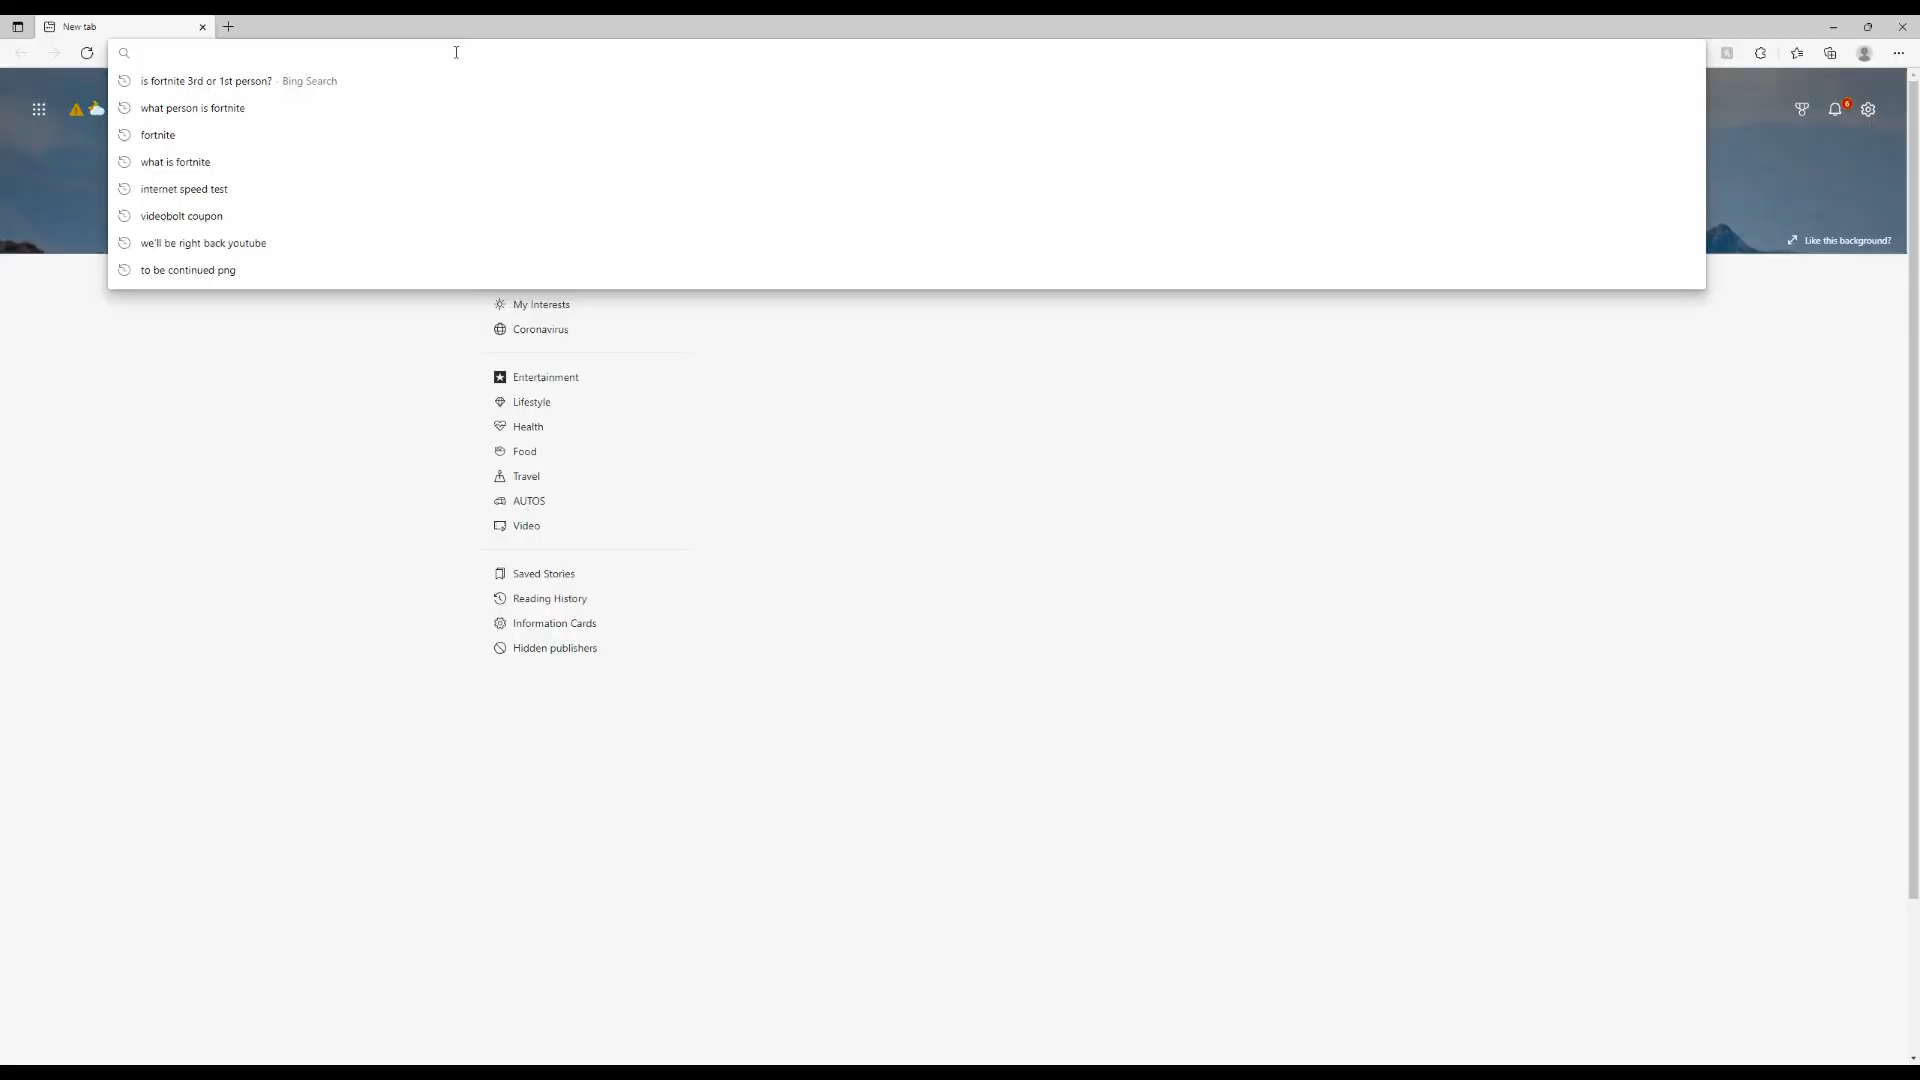 New tab
is fortnite 3rd or 1st person? - Bing Search
what person is fortnite
6
fortnite
what is fortnite
internet speed test
videobolt coupon
we'll be right back youtube
Like this background?
to be continued png
My Interests
Coronavirus
Entertainment
Lifestyle
Health
Food
Travel
AUTOS
Video
Saved Stories
Reading History
Information Cards
Hidden publishers